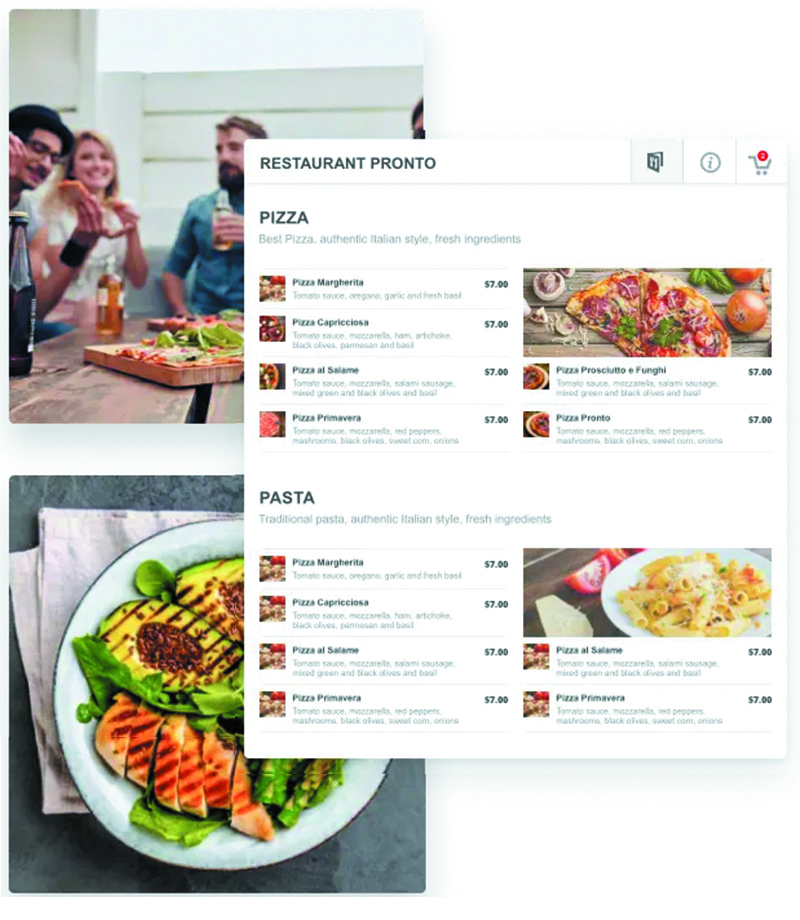 RESTAURANT PRONTO
2
PIZZA
Best Pizza, authentic Italian style, fresh ingredients
Pizza Margherita $7.00
Tomato sauce, oregano, garlic and fresh basil
Pizza Capricciosa $7.00
Tomato sauce, mozzarella, ham, artichoke,
black olives, parmesan and basil
Pizza al Salame $7.00
Tomato sauce, mozzarella, salami sausage,
mixed green and black olives and basil
Pizza Primavera $7.00
Tomato sauce, mozzarella, red peppers,
mashrooms, black olives, sweet corn, onions
Pizza Prosciutto e Funghi $7.00
Tomato sauce, mozzarella, salami sausage,
mixed green and black olives and basil
Pizza Pronto $7.00
Tomato sauce, mozzarella, red peppers,
mashrooms, black olives, sweet corn, onions
PASTA
Traditional pasta, authentic Italian style, fresh ingredients
Pizza Margherita $7.00
Tomato sauce, oregano, garlic and fresh basil
Pizza Capricciosa $7.00
Tomato sauce, mozzarella, ham, artichoke,
black olives, parmesan and basil
Pizza al Salame $7.00
Tomato sauce, mozzarella, salami sausage,
mixed green and black olives and basil
Pizza Primavera $7.00
Tomato sauce, mozzarella, red peppers,
mashrooms, black olives, sweet corn, onions
Pizza al Salame $7.00
Tomato sauce, mozzarella, salami sausage,
mixed green and black olives and basil
Pizza Primavera $7.00
Tomato sauce, mozzarella, red peppers,
mashrooms, black olives, sweet corn, onions